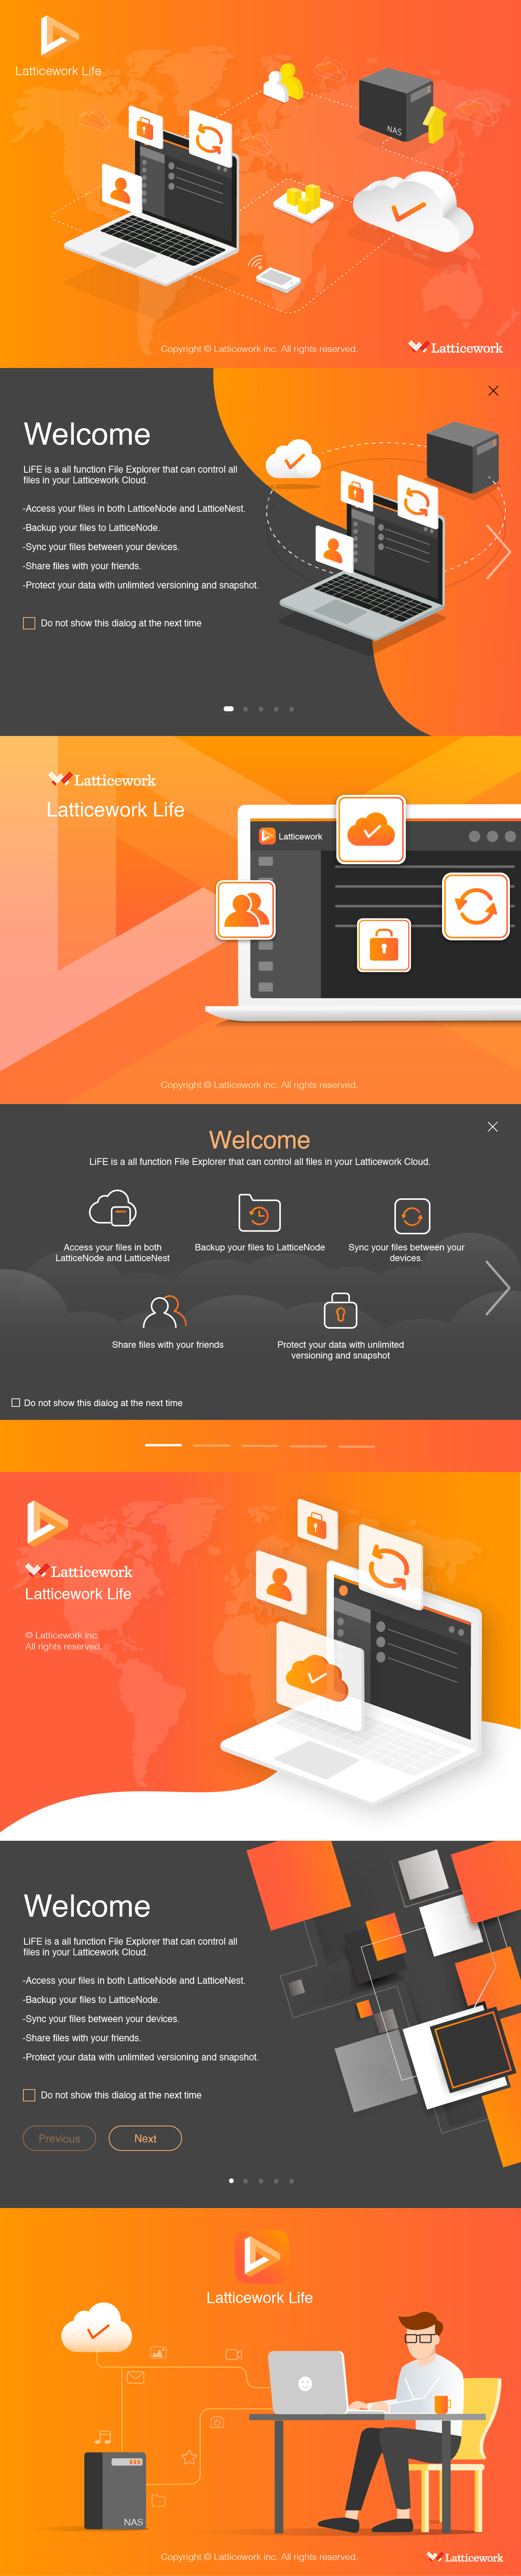 Latticework Life
NAS
Copyright © Latticework inc. All rights reserved.
Latticework
Welcome
LiFE is a all function File Explorer that can control all
files in your Latticework Cloud.
-Access your files in both LatticeNode and LatticeNest.
-Backup your files to LatticeNode.
-Sync your files between your devices.
-Share files with your friends.
-Protect your data with unlimited versioning and snapshot.
Do not show this dialog at the next time
Latticework
Latticework Life
Latticework
Copyright © Latticework inc. All rights reserved.
Welcome
LiFE is a all function File Explorer that can control all files in your Latticework Cloud.
Access your files in both
LatticeNode and LatticeNest
Backup your files to LatticeNode
Sync your files between your
devices.
Share files with your friends
Protect your data with unlimited
versioning and snapshot
Do not show this dialog at the next time
Latticework
Latticework Life
© Latticework inc.
All rights reserved.
Welcome
LiFE is a all function File Explorer that can control all
files in your Latticework Cloud.
-Access your files in both LatticeNode and LatticeNest.
-Backup your files to LatticeNode.
-Sync your files between your devices.
-Share files with your friends.
-Protect your data with unlimited versioning and snapshot.
Do not show this dialog at the next time
Previous
Next
Latticework Life
NAS
Copyright © Latticework inc. All rights reserved.
Latticework